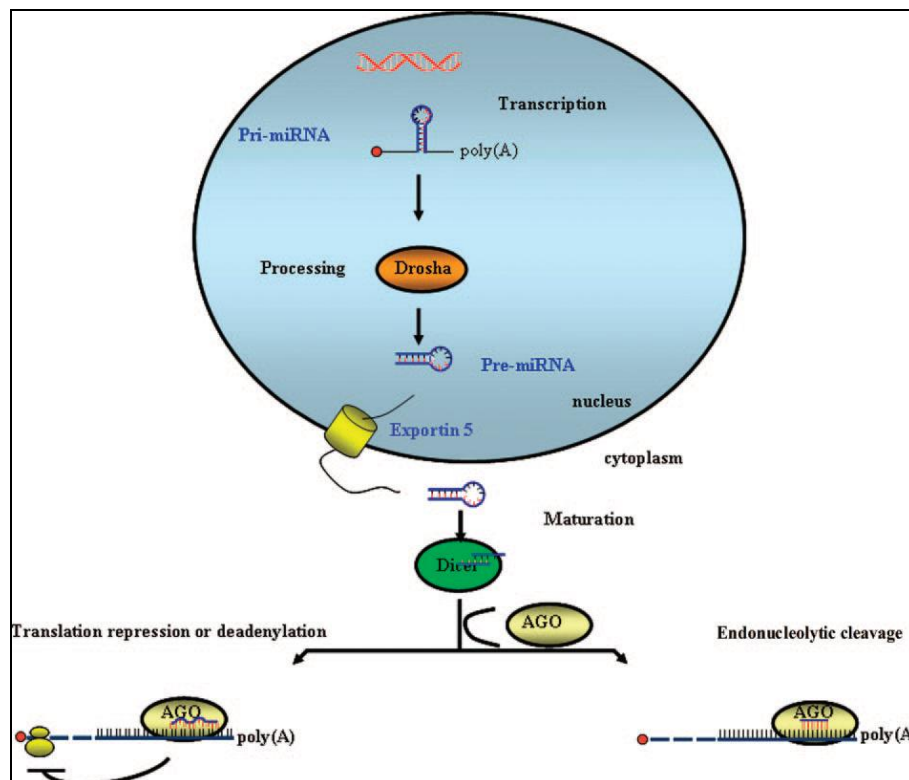 Transcription
Pri-miRNA
poly(A)
Processing
Drosha
Pre-miRNA
nucleus
Exportin 5
cytoplasm
Maturation
Dicer
AGO
Translation repression or deadenylation
Endonucleolytic cleavage
AGO
poly(A)
AGO
poly(A